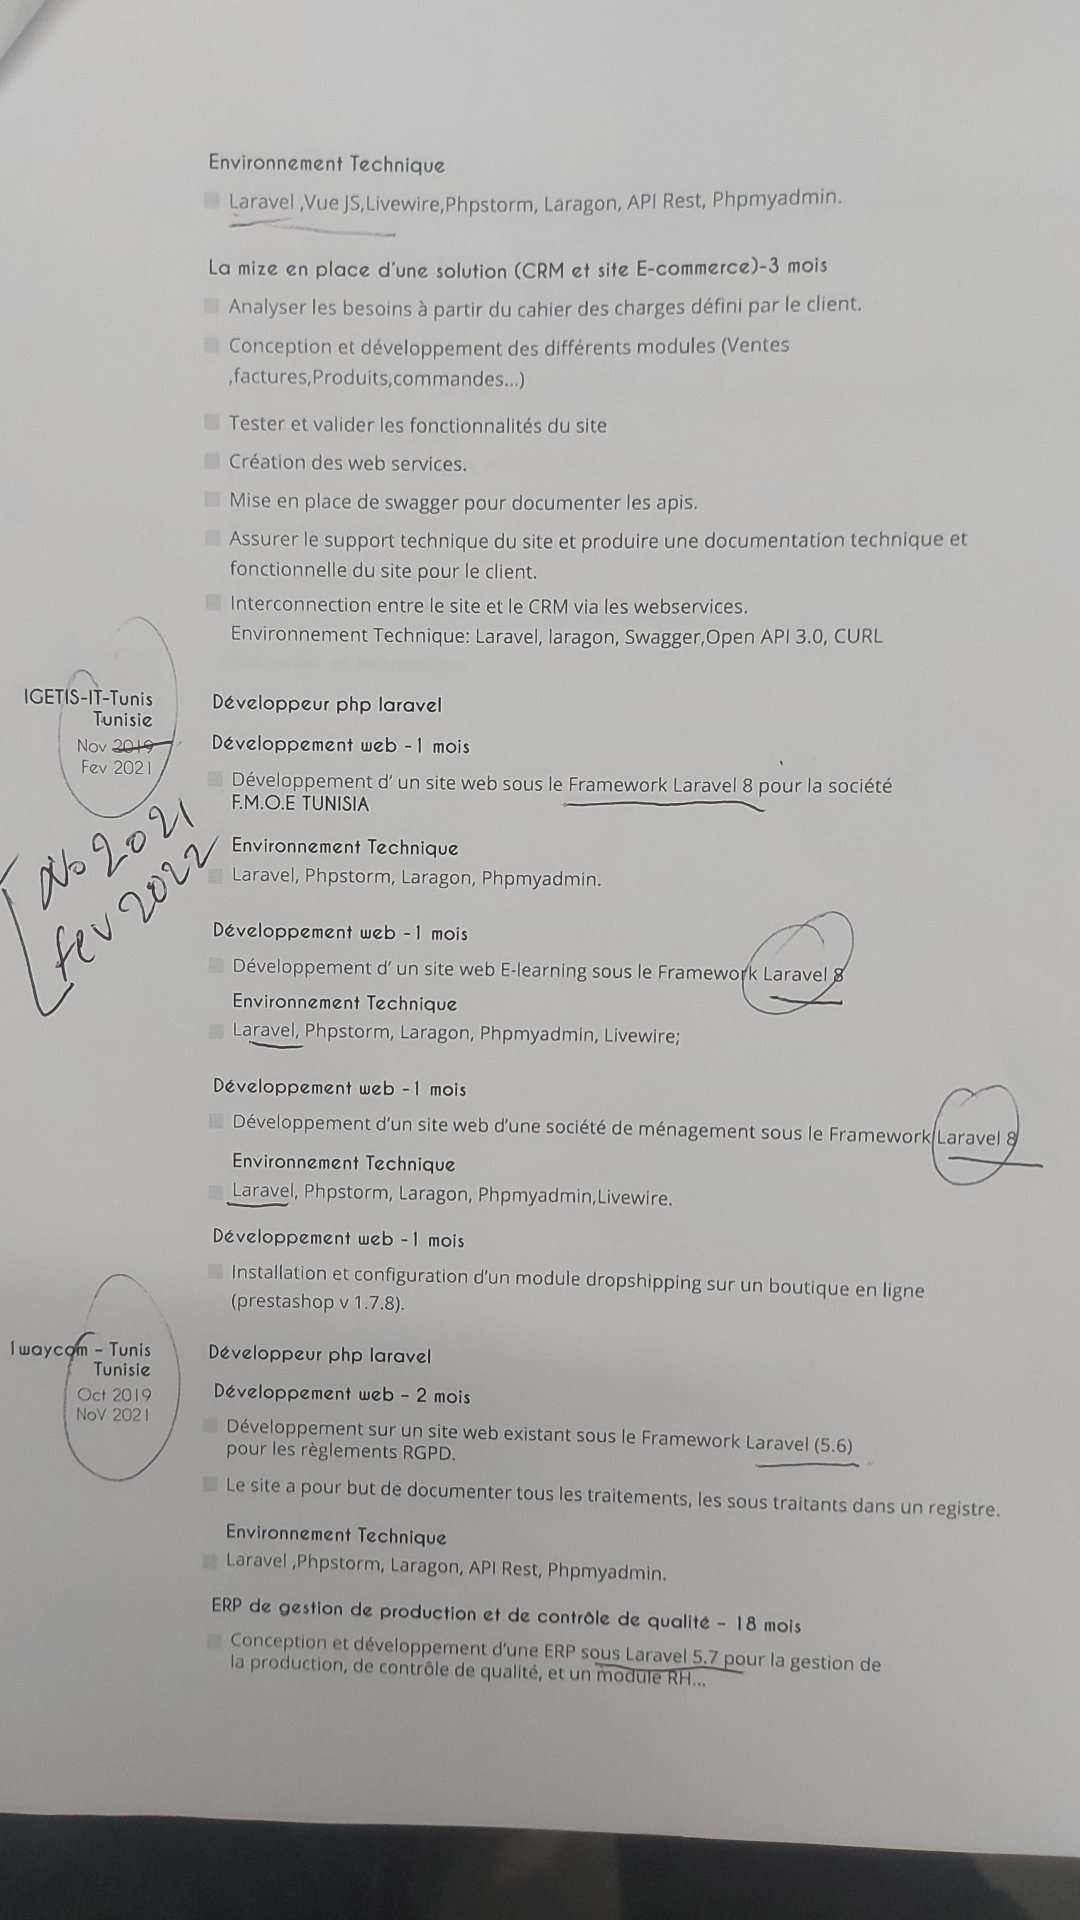 Environnement Technique
Laravel ,Vue JS,Livewire,Phpstorm, Laragon, API Rest, Phpmyadmin.
La mize en place d'une solution (CRM et site E-commerce)-3 mois
Analyser les besoins à partir du cahier des charges défini par le client.
Conception et développement des différents modules (Ventes
,factures,Produits,commandes...)
Tester et valider les fonctionnalités du site
Création des web services.
Mise en place de swagger pour documenter les apis.
Assurer le support technique du site et produire une documentation technique et
fonctionnelle du site pour le client.
Interconnection entre le site et le CRM via les webservices.
Environnement Technique: Laravel, laragon, Swagger,Open API 3.0, CURL
IGETIS-IT-Tunis
Tunisie
Nov 2019
Fev 2021
2021
fev 2022
Développeur php laravel
Développement web -1 mois
Développement d' un site web sous le Framework Laravel 8 pour la société
F.M.O.E TUNISIA
Environnement Technique
Laravel, Phpstorm, Laragon, Phpmyadmin.
Développement web -1 mois
Développement d' un site web E-learning sous le Framework Laravel 8
Environnement Technique
Laravel, Phpstorm, Laragon, Phpmyadmin, Livewire;
Développement web -1 mois
Développement d'un site web d'une société de ménagement sous le Framework Laravel 8
Environnement Technique
Laravel, Phpstorm, Laragon, Phpmyadmin,Livewire.
Développement web -1 mois
Installation et configuration d'un module dropshipping sur un boutique en ligne
(prestashop v 1.7.8).
1waycom – Tunis
Tunisie
Oct 2019
NoV 2021
Développeur php laravel
Développement web – 2 mois
Développement sur un site web existant sous le Framework Laravel (5.6)
pour les règlements RGPD.
Le site a pour but de documenter tous les traitements, les sous traitants dans un registre.
Environnement Technique
Laravel ,Phpstorm, Laragon, API Rest, Phpmyadmin.
ERP de gestion de production et de contrôle de qualité – 18 mois
Conception et développement d'une ERP sous Laravel 5.7 pour la gestion de
la production, de contrôle de qualité, et un module RH...